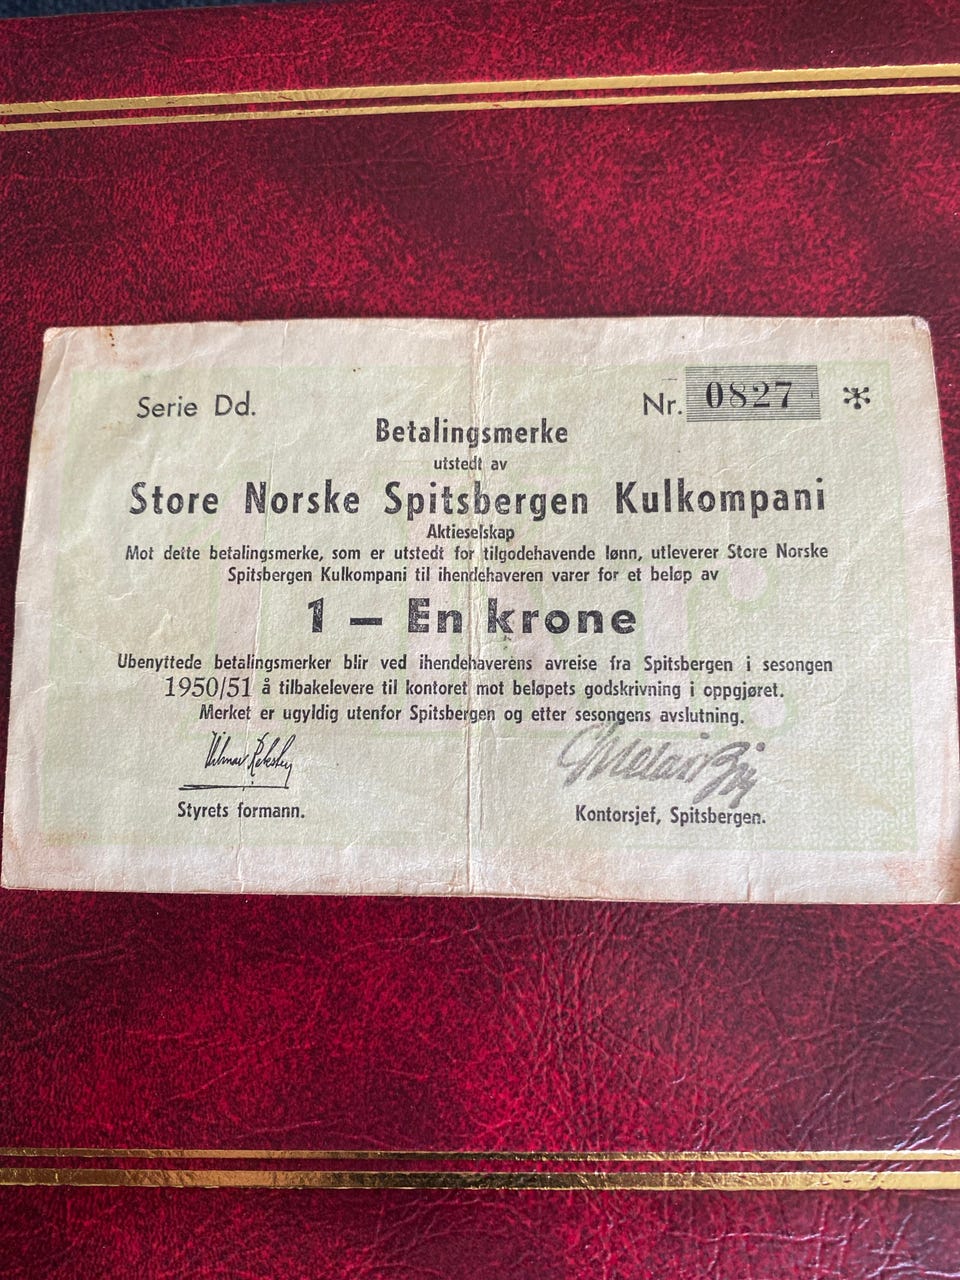 Serie Dd.
Nr. 0827 *
Betalingsmerke
utstedt av
Store Norske Spitsbergen Kulkompani
Aktieselskap
Mot dette betalingsmerke, som er utstedt for tilgodehavende lønn, utleverer Store Norske
Spitsbergen Kulkompani til ihendehaveren varer for et beløp av
1 — En krone
Ubenyttede betalingsmerker blir ved ihendehaverens avreise fra Spitsbergen i sesongen
1950/51 å tilbakelevere til kontoret mot beløpets godskrivning i oppgjøret.
Merket er ugyldig utenfor Spitsbergen og etter sesongens avslutning.
Hilmar Reksten
Styrets formann.
Kontorsjef, Spitsbergen.